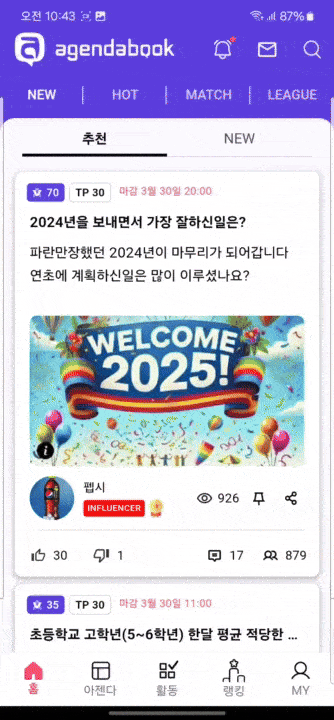 오전 10:43
87%
agendabook
NEW
HOT
MATCH
LEAGUE
추천
NEW
70
TP 30
마감 3월 30일 20:00
2024년을 보내면서 가장 잘하신일은?
파란만장했던 2024년이 마무리가 되어갑니다
연초에 계획하신일은 많이 이루셨나요?
WELCOME
2025!
펩시
INFLUENCER
926
30
1
17
879
35
TP 30
마감 3월 30일 11:00
초등학교 고학년(5~6학년) 한달 평균 적당한 ...
홈
아젠다
활동
랭킹
MY